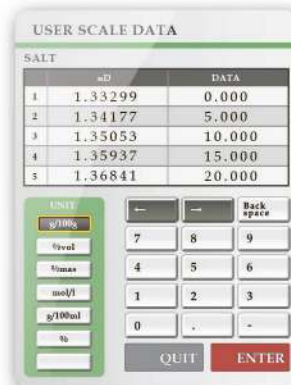 USER SCALE DATA
SALT
nD DATA
1 1.33299 0.000
2 1.34177 5.000
3 1.35053 10.000
4 1.35937 15.000
5 1.36841 20.000
UNIT ← → Back space
g/100g
%vol 7 8 9
%mas 4 5 6
mol/l 1 2 3
g/100ml
% 0 . -
QUIT ENTER